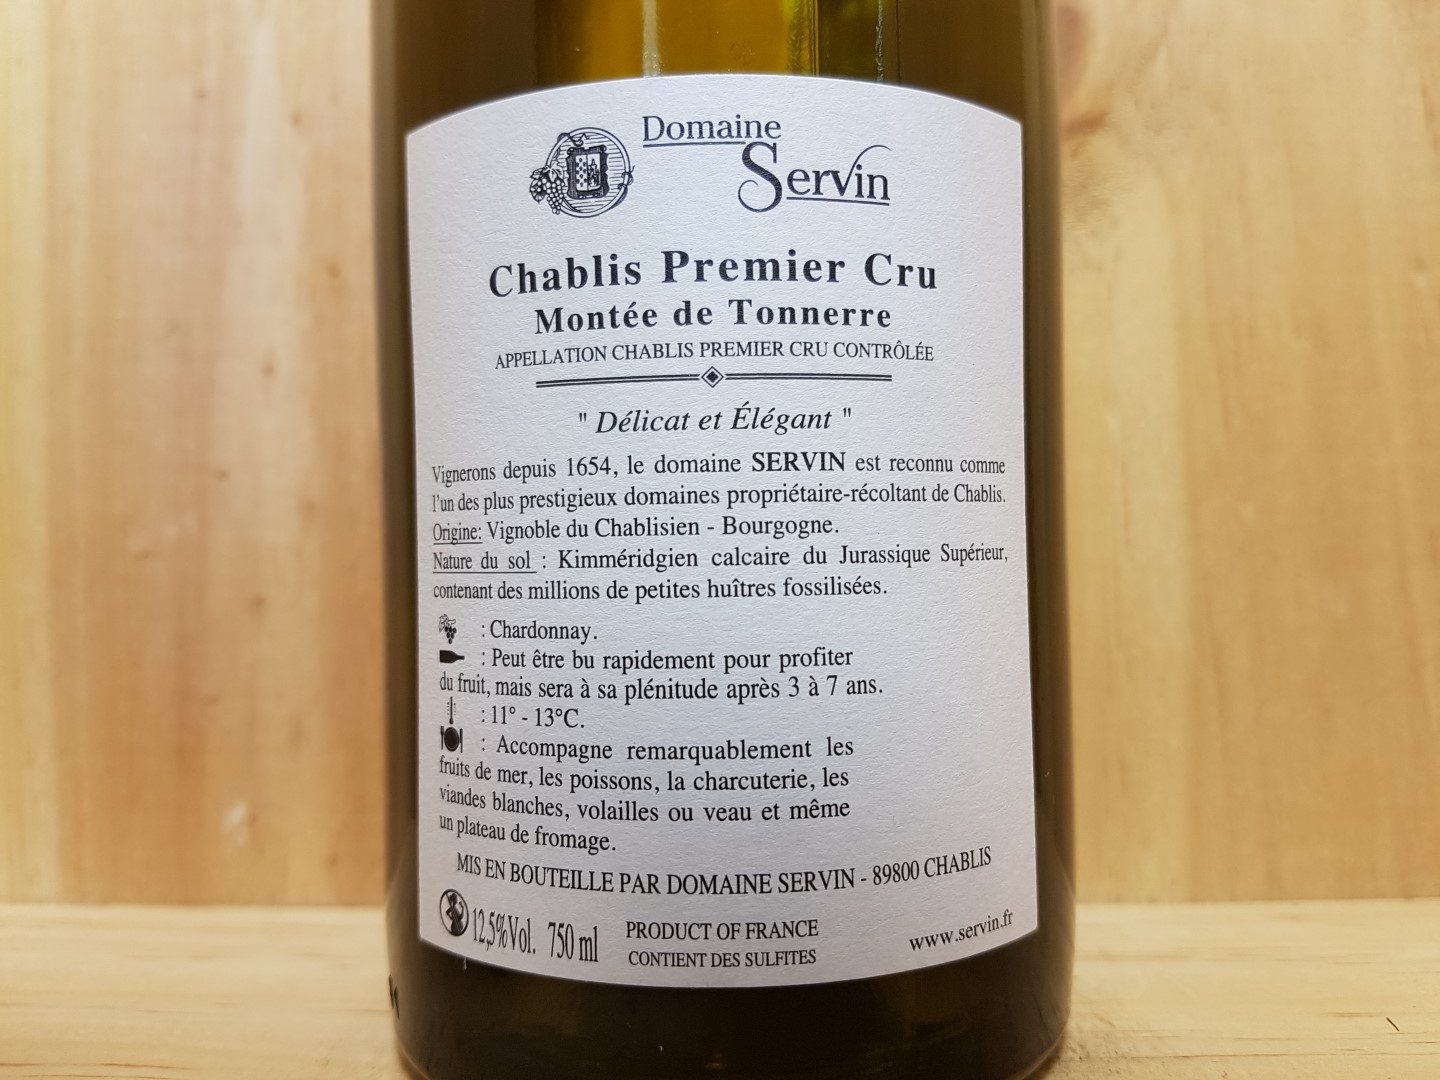 Domaine
Servin
Chablis Premier Cru
Montée de Tonnerre
APPELLATION CHABLIS PREMIER CRU CONTRÔLÉE
" Délicat et Élégant "
Vignerons depuis 1654, le domaine SERVIN est reconnu comme
l'un des plus prestigieux domaines propriétaire-récoltant de Chablis.
Origine: Vignoble du Chablisien - Bourgogne.
Nature du sol : Kimméridgien calcaire du Jurassique Supérieur,
contenant des millions de petites huîtres fossilisées.
: Chardonnay.
: Peut être bu rapidement pour profiter
du fruit, mais sera à sa plénitude après 3 à 7 ans.
: 11° - 13°C.
: Accompagne remarquablement les
fruits de mer, les poissons, la charcuterie, les
viandes blanches, volailles ou veau et même
un plateau de fromage.
MIS EN BOUTEILLE PAR DOMAINE SERVIN - 89800 CHABLIS
12,5%Vol. 750 ml
PRODUCT OF FRANCE
CONTIENT DES SULFITES
www.servin.fr